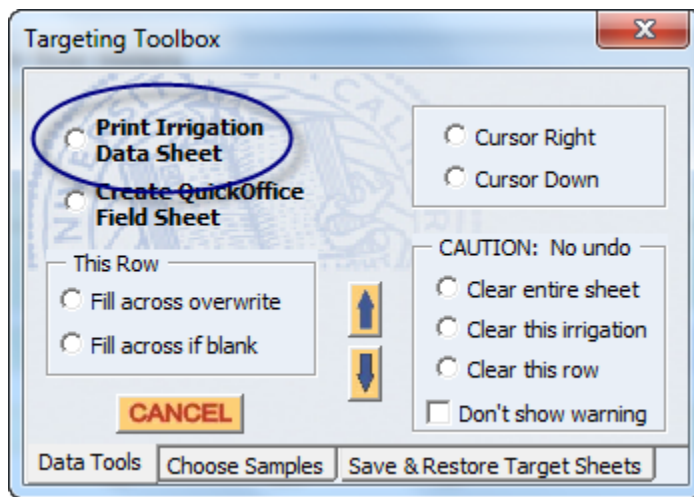 Targeting Toolbox
Print Irrigation
Data Sheet
Create QuickOffice
Field Sheet
Cursor Right
Cursor Down
This Row
Fill across overwrite
Fill across if blank
CAUTION: No undo
Clear entire sheet
Clear this irrigation
Clear this row
Don't show warning
CANCEL
Data Tools
Choose Samples
Save & Restore Target Sheets